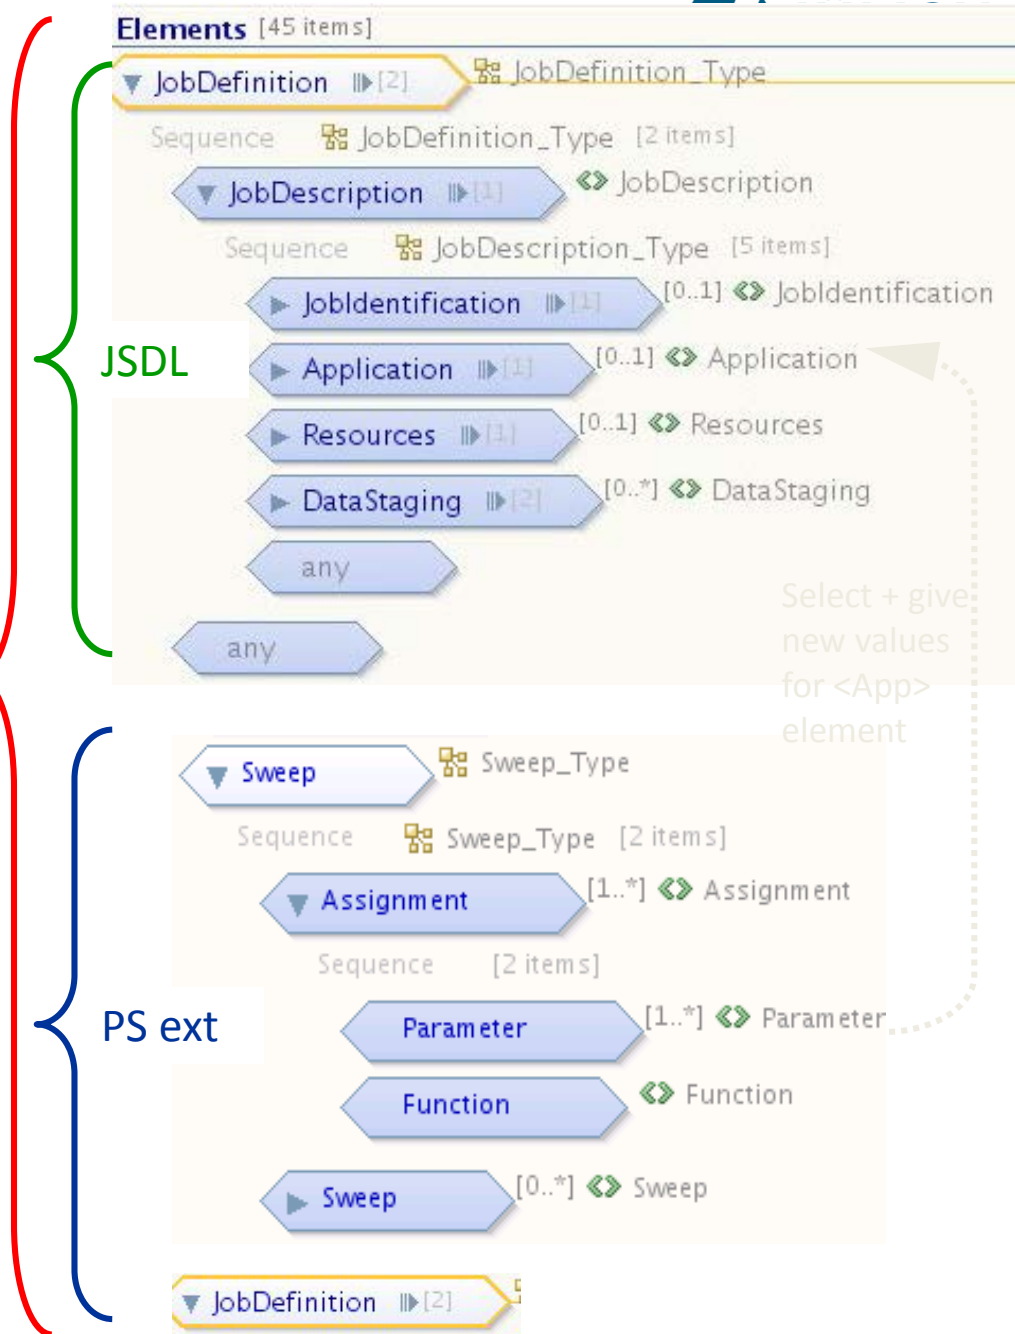 Elements [45 items]
JobDefinition [2] JobDefinition_Type
Sequence JobDefinition_Type [2 items]
JobDescription [1] JobDescription
Sequence JobDescription_Type [5 items]
JobIdentification [1] [0..1] JobIdentification
JSDL
Application [1] [0..1] Application
Resources [1] [0..1] Resources
DataStaging [2] [0..*] DataStaging
any
Select + give
new values
for <App>
element
any
Sweep Sweep_Type
Sequence Sweep_Type [2 items]
Assignment [1..*] Assignment
Sequence [2 items]
PS ext
Parameter [1..*] Parameter
Function Function
Sweep [0..*] Sweep
JobDefinition [2]